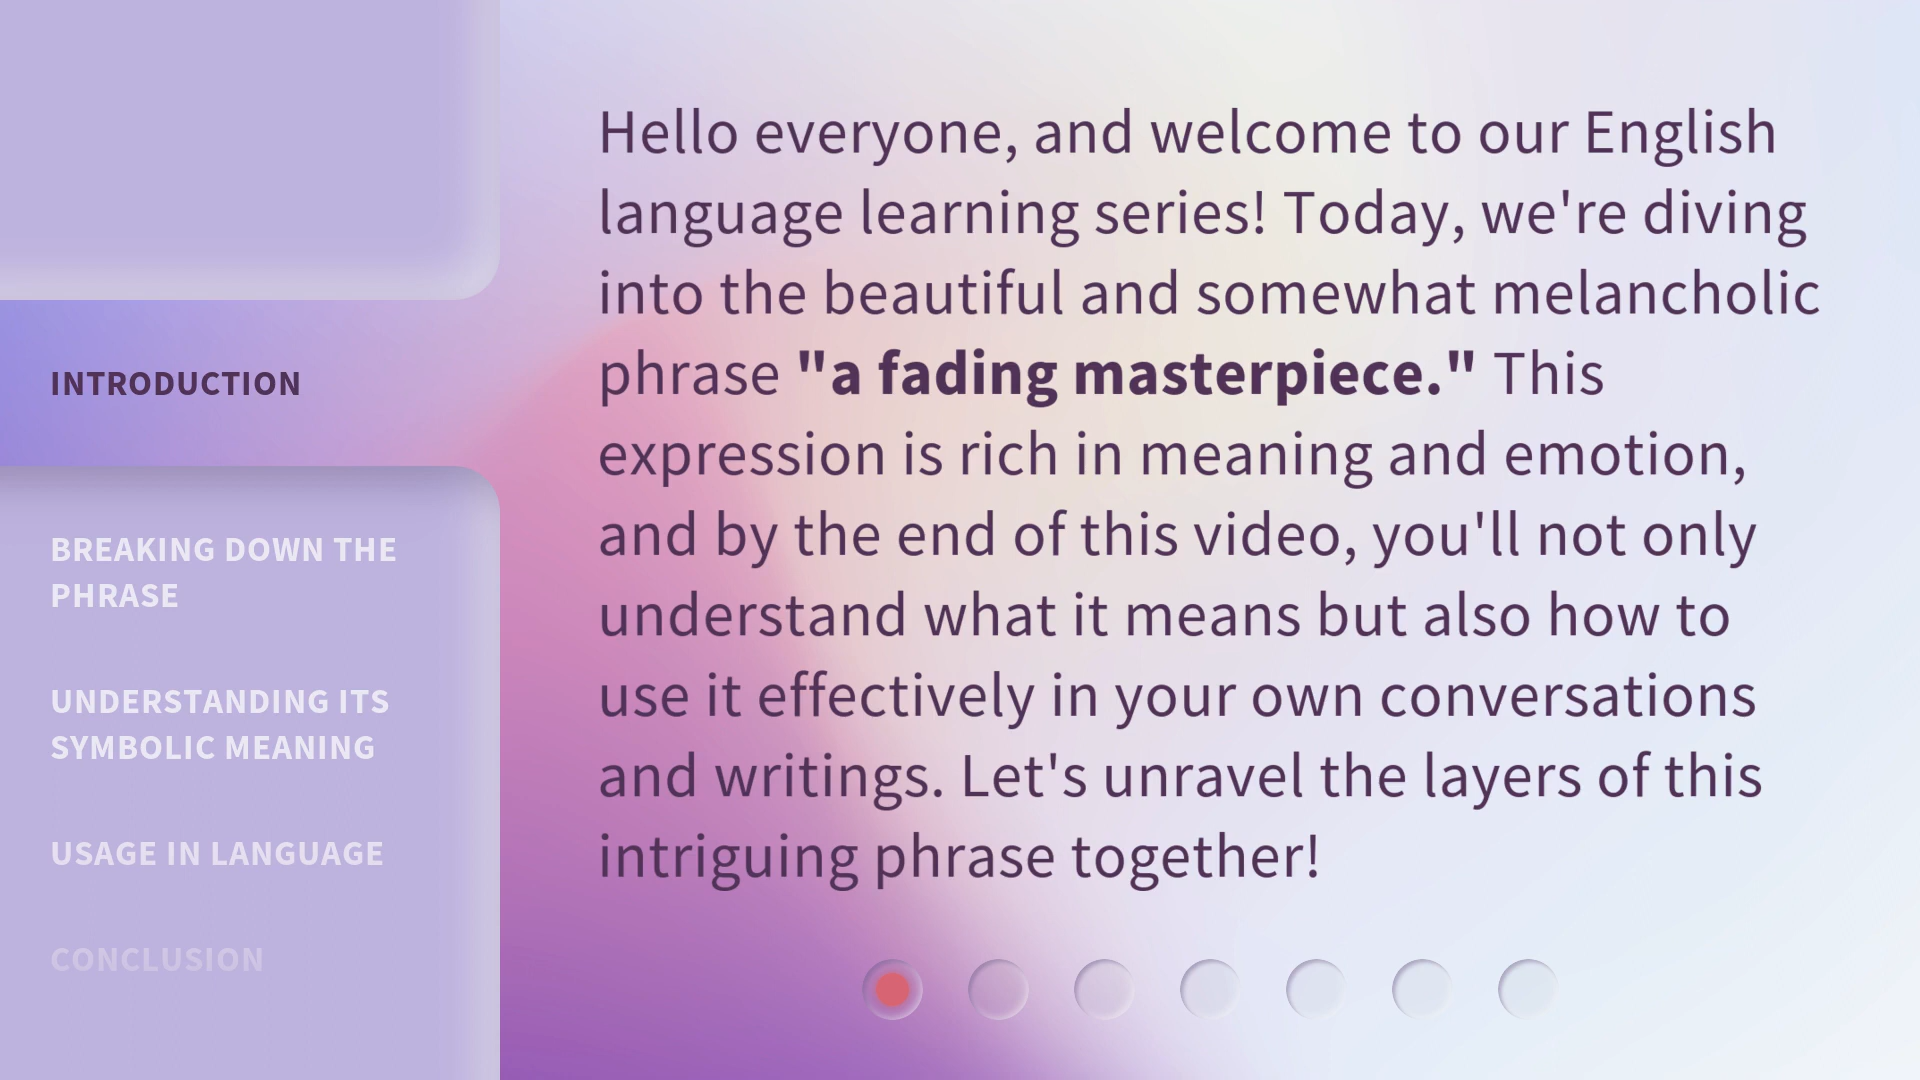 INTRODUCTION
BREAKING DOWN THE
PHRASE
UNDERSTANDING ITS
SYMBOLIC MEANING
USAGE IN LANGUAGE
CONCLUSION
Hello everyone, and welcome to our English
language learning series! Today, we're diving
into the beautiful and somewhat melancholic
phrase "a fading masterpiece." This
expression is rich in meaning and emotion,
and by the end of this video, you'll not only
understand what it means but also how to
use it effectively in your own conversations
and writings. Let's unravel the layers of this
intriguing phrase together!